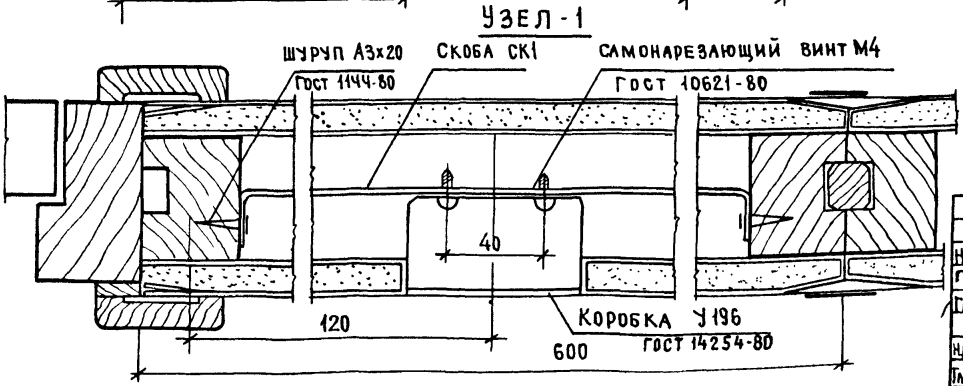 УЗЕЛ - 1
ШУРУП А3х20
ГОСТ 1144-80
СКОБА СК1
САМОНАРЕЗАЮЩИЙ ВИНТ М4
ГОСТ 10621-80
40
120
КОРОБКА У196
ГОСТ 14254-80
600